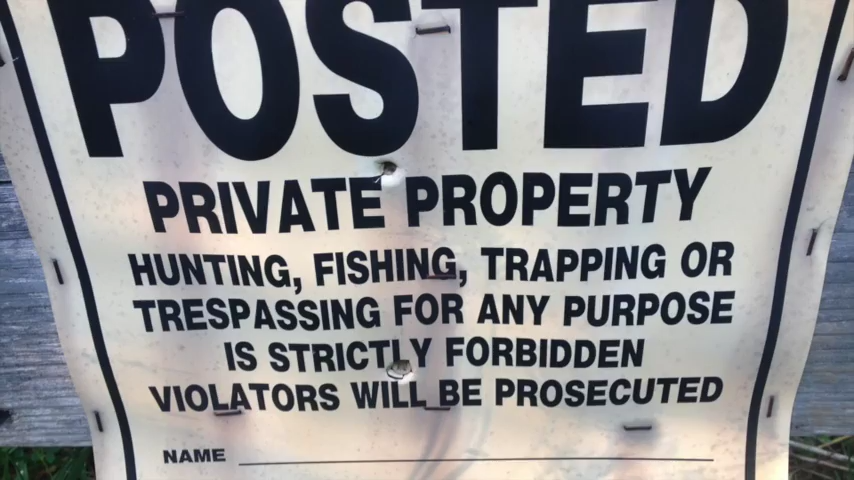 POSTED
PRIVATE PROPERTY
HUNTING, FISHING, TRAPPING OR
TRESPASSING FOR ANY PURPOSE
IS STRICTLY FORBIDDEN
VIOLATORS WILL BE PROSECUTED
NAME